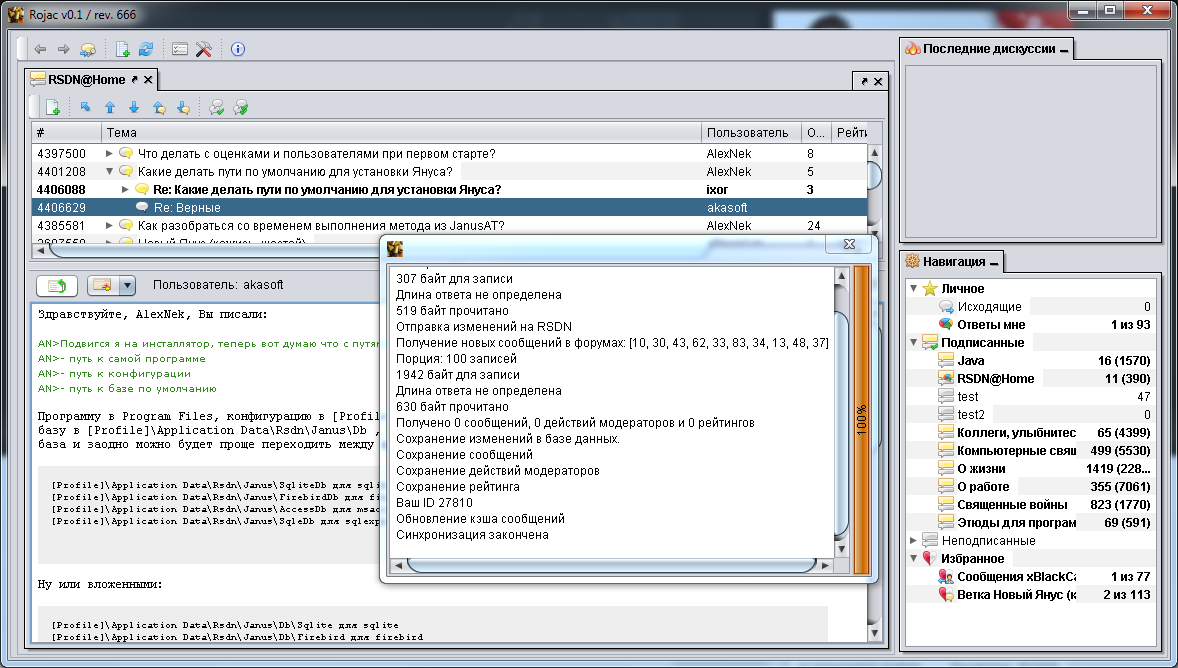 Rojac v0.1 / rev. 666
RSDN@Home
# Тема Пользователь О... Рейти
4397500 Что делать с оценками и пользователями при первом старте? AlexNek 8
4401208 Какие делать пути по умолчанию для установки Януса? AlexNek 5
4406088 Re: Какие делать пути по умолчанию для установки Януса? ixor 3
4406629 Re: Верные akasoft
4385581 Как разобраться со временем выполнения метода из JanusAT? AlexNek 24
Пользователь: akasoft
Здравствуйте, AlexNek, Вы писали:
AN>Подвигся я на инсталлятор, теперь вот думаю что с путя
AN>- путь к самой программе
AN>- путь к конфигурации
AN>- путь к базе по умолчанию
Программу в Program Files, конфигурацию в [Profil
базу в [Profile]\Application Data\Rsdn\Janus\Db ,
база и заодно можно будет проще переходить между
[Profile]\Application Data\Rsdn\Janus\SqliteDb для sqli
[Profile]\Application Data\Rsdn\Janus\FirebirdDb для fi
[Profile]\Application Data\Rsdn\Janus\AccessDb для msac
[Profile]\Application Data\Rsdn\Janus\SqleDb для sqlexp
Ну или вложенными:
[Profile]\Application Data\Rsdn\Janus\Db\Sqlite для sqlite
[Profile]\Application Data\Rsdn\Janus\Db\Firebird для firebird
307 байт для записи
Длина ответа не определена
519 байт прочитано
Отправка изменений на RSDN
Получение новых сообщений в форумах: [10, 30, 43, 62, 33, 83, 34, 13, 48, 37]
Порция: 100 записей
1942 байт для записи
Длина ответа не определена
630 байт прочитано
Получено 0 сообщений, 0 действий модераторов и 0 рейтингов
Сохранение изменений в базе данных.
Сохранение сообщений
Сохранение действий модераторов
Сохранение рейтинга
Ваш ID 27810
Обновление кэша сообщений
Синхронизация закончена
100%
Последние дискуссии
Навигация
Личное
Исходящие 0
Ответы мне 1 из 93
Подписанные
Java 16 (1570)
RSDN@Home 11 (390)
test 47
test2 0
Коллеги, улыбнитес 65 (4399)
Компьютерные свящ 499 (5530)
О жизни 1419 (228...
О работе 355 (7061)
Священные войны 823 (1770)
Этюды для програм 69 (591)
Неподписанные
Избранное
Сообщения xBlackCa 1 из 77
Ветка Новый Янус (к 2 из 113